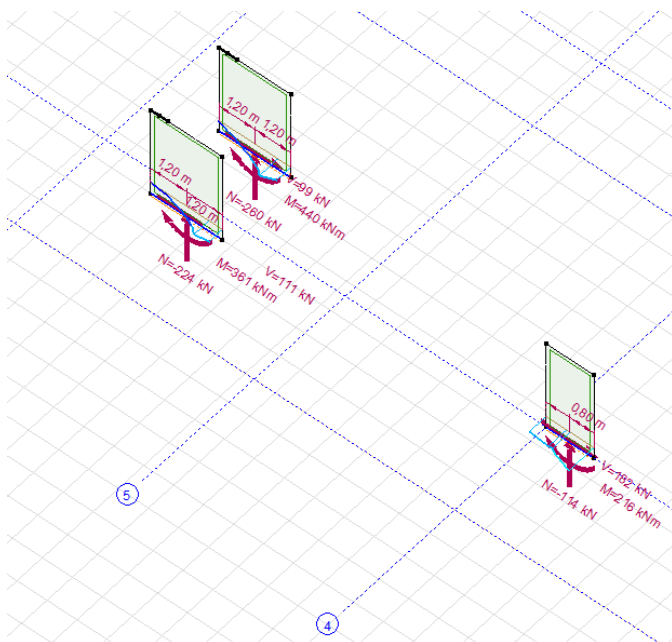 1,20 m
1,20 m
V=99 kN
M=440 kNm
N=-260 kN
1,20 m
1,20 m
V=111 kN
M=361 kNm
N=-224 kN
0,80 m
V=182 kN
M=216 kNm
N=-114 kN
5
4